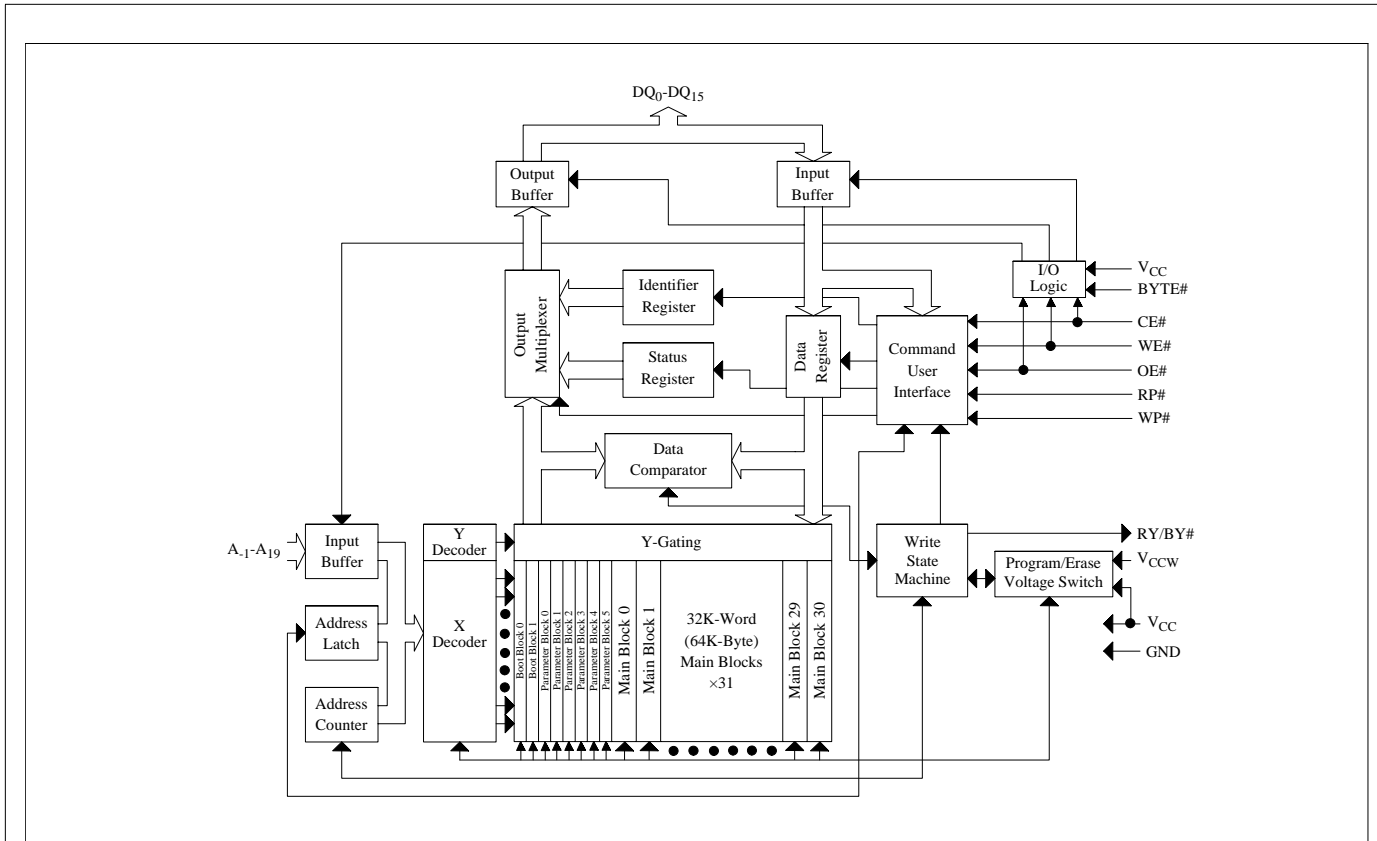 DQ0-DQ15
Output
Buffer
Input
Buffer
I/O
Logic
VCC
BYTE#
Output
Multiplexer
Identifier
Register
Status
Register
Data
Register
Command
User
Interface
CE#
WE#
OE#
RP#
WP#
Data
Comparator
A-1-A19
Input
Buffer
Y
Decoder
Y-Gating
Write
State
Machine
RY/BY#
Program/Erase
Voltage Switch
VCCW
VCC
GND
Address
Latch
Address
Counter
X
Decoder
Boot Block 0
Boot Block 1
Parameter Block 0
Parameter Block 1
Parameter Block 2
Parameter Block 3
Parameter Block 4
Parameter Block 5
Main Block 0
Main Block 1
32K-Word
(64K-Byte)
Main Blocks
×31
Main Block 29
Main Block 30